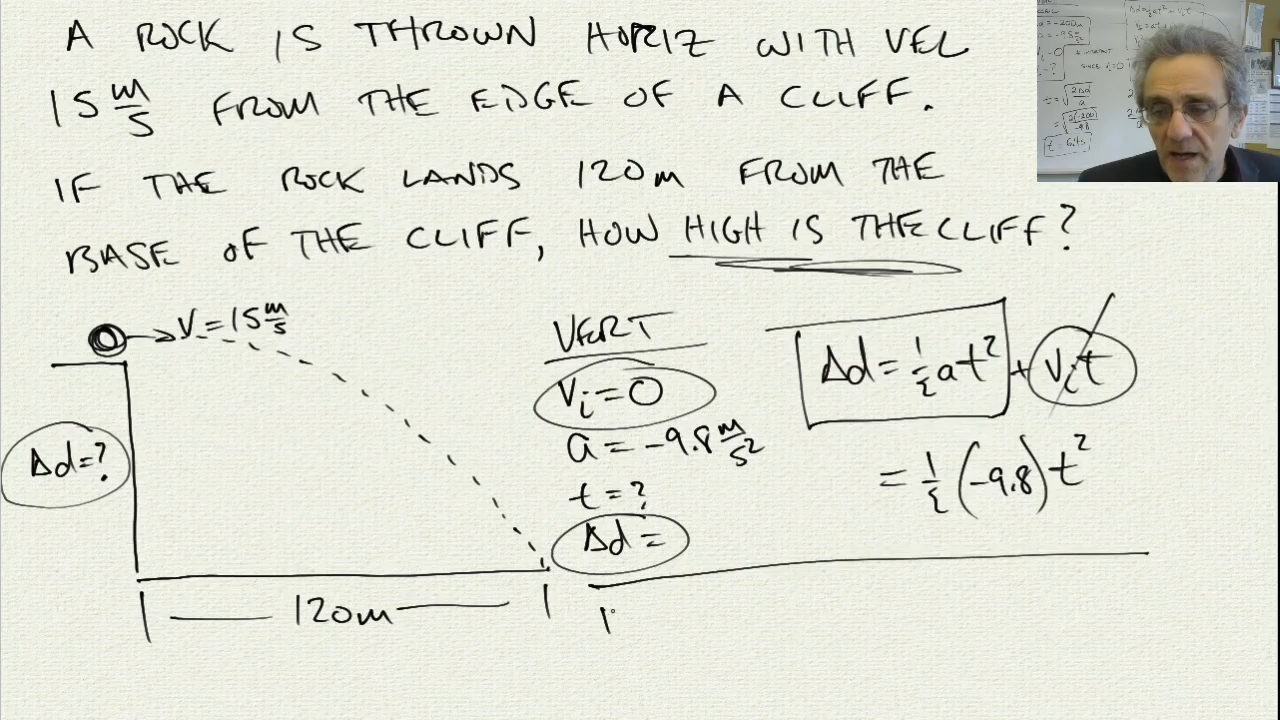 A ROCK IS THROWN HORIZ WITH VEL
15 m/s FROM THE EDGE OF A CLIFF.
IF THE ROCK LANDS 120m FROM THE
BASE OF THE CLIFF, HOW HIGH IS THE CLIFF?
V=15 m/s
Δd=?
120m
VERT
Vi=0
a=-9.8 m/s²
t=?
Δd=
Δd=½at²+Vit
=½(-9.8)t²